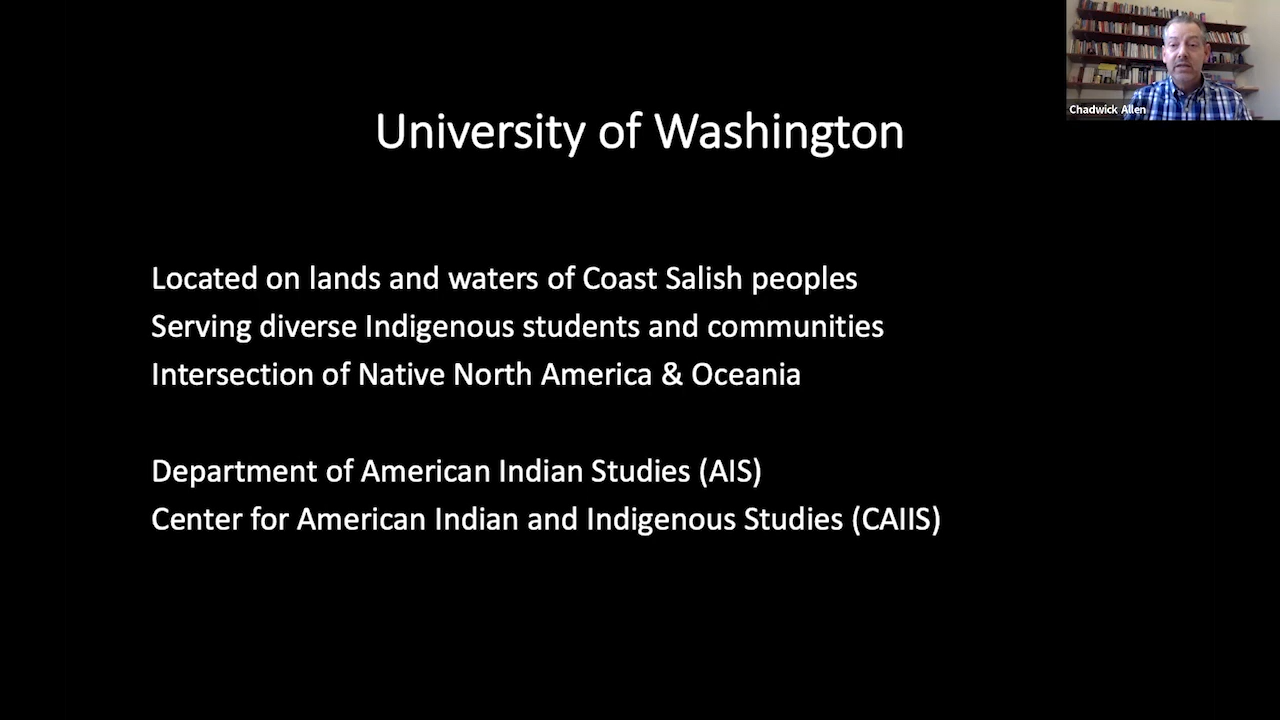 University of Washington
Chadwick Allen
Located on lands and waters of Coast Salish peoples
Serving diverse Indigenous students and communities
Intersection of Native North America & Oceania
Department of American Indian Studies (AIS)
Center for American Indian and Indigenous Studies (CAIIS)